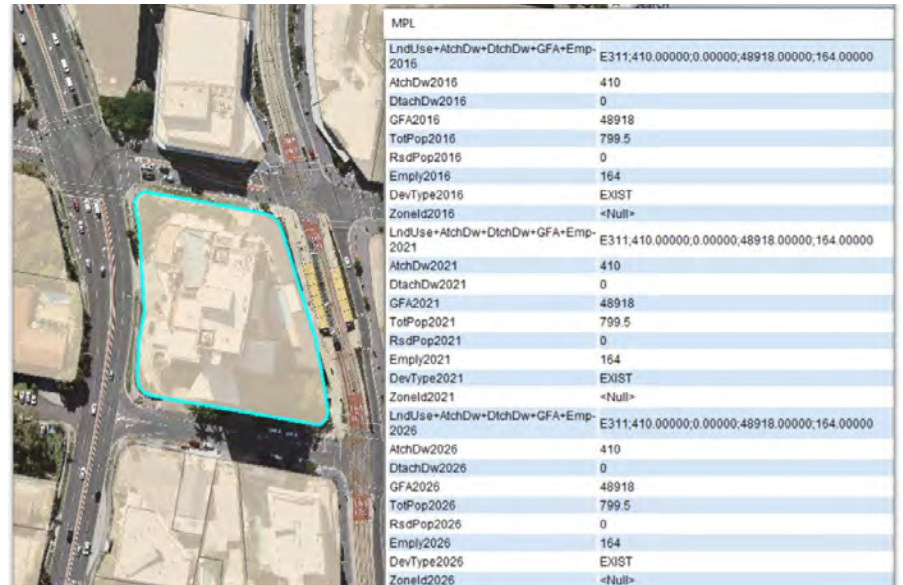 MPL
LndUse+AtchDw+DtchDw+GFA+Emp-
2016 E311;410.00000;0.00000;48918.00000;164.00000
AtchDw2016 410
DtachDw2016 0
GFA2016 48918
TotPop2016 799.5
RsdPop2016 0
Emply2016 164
DevType2016 EXIST
ZoneId2016 <Null>
LndUse+AtchDw+DtchDw+GFA+Emp-
2021 E311;410.00000;0.00000;48918.00000;164.00000
AtchDw2021 410
DtachDw2021 0
GFA2021 48918
TotPop2021 799.5
RsdPop2021 0
Emply2021 164
DevType2021 EXIST
ZoneId2021 <Null>
LndUse+AtchDw+DtchDw+GFA+Emp-
2026 E311;410.00000;0.00000;48918.00000;164.00000
AtchDw2026 410
DtachDw2026 0
GFA2026 48918
TotPop2026 799.5
RsdPop2026 0
Emply2026 164
DevType2026 EXIST
ZoneId2026 <Null>